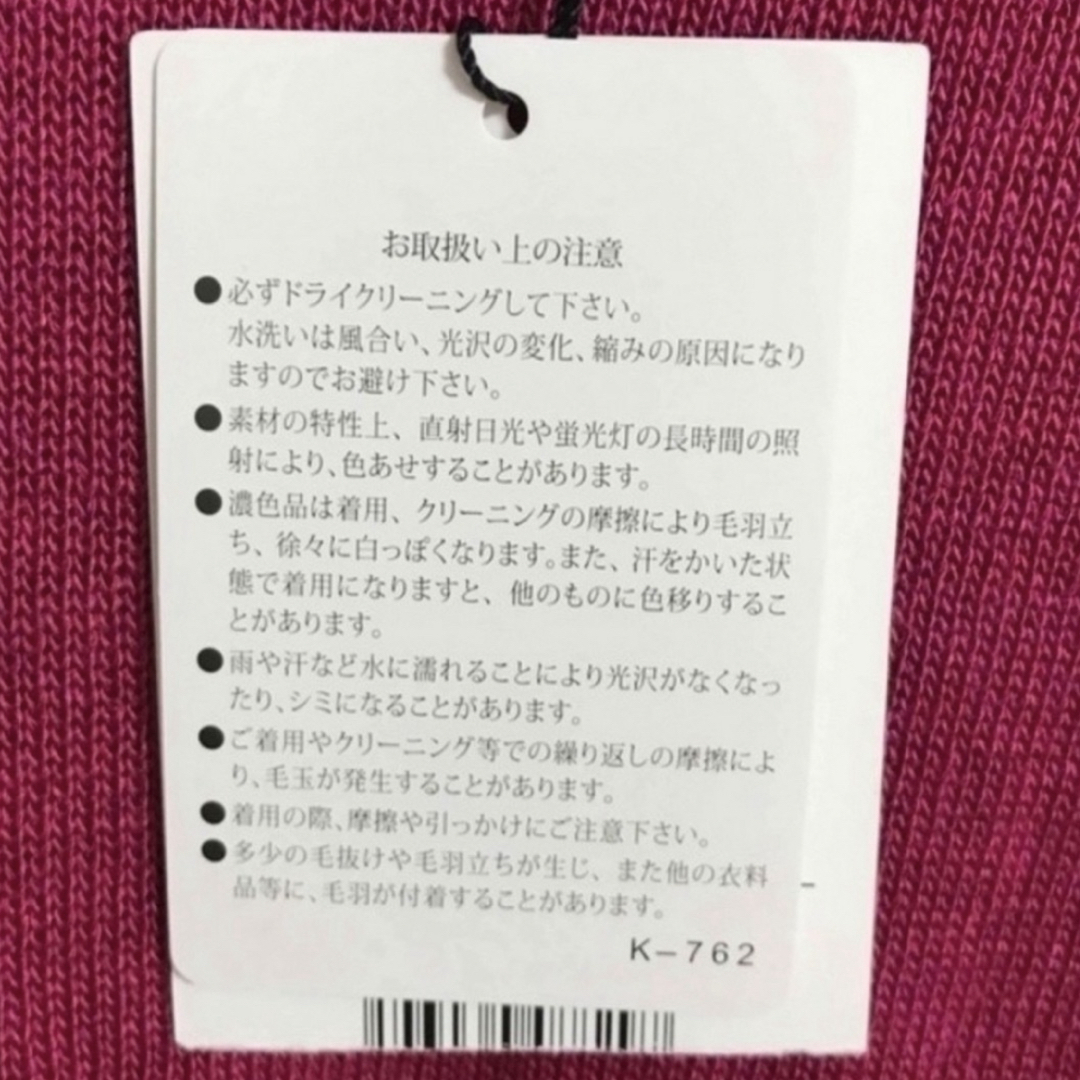 お取扱い上の注意
●必ずドライクリーニングして下さい。
水洗いは風合い、光沢の変化、縮みの原因になり
ますのでお避け下さい。
●素材の特性上、直射日光や蛍光灯の長時間の照
射により、色あせすることがあります。
●濃色品は着用、クリーニングの摩擦により毛羽立
ち、徐々に白っぽくなります。また、汗をかいた状
態で着用になりますと、他のものに色移りするこ
とがあります。
●雨や汗など水に濡れることにより光沢がなくなっ
たり、シミになることがあります。
●ご着用やクリーニング等での繰り返しの摩擦によ
り、毛玉が発生することがあります。
●着用の際、摩擦や引っかけにご注意下さい。
●多少の毛抜けや毛羽立ちが生じ、また他の衣料
品等に、毛羽が付着することがあります。
K-762